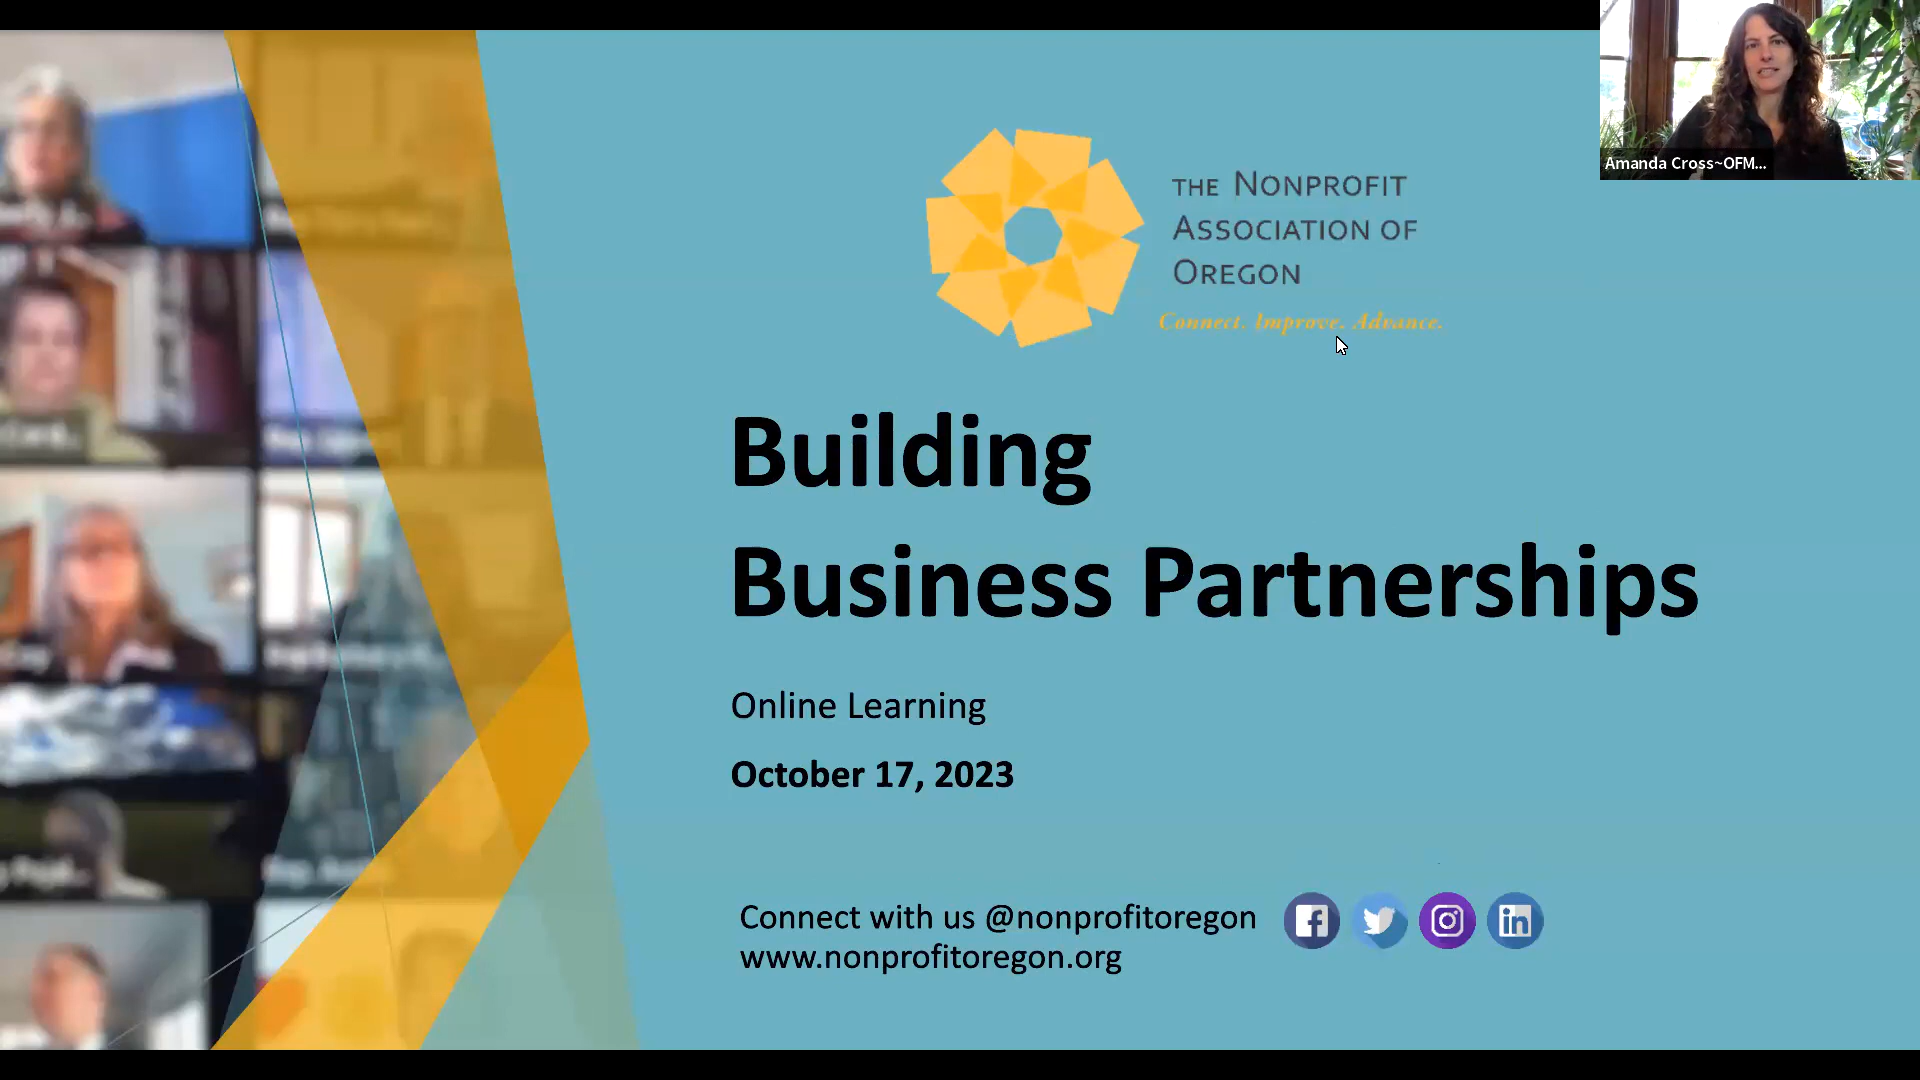 Amanda Cross~OFM...
THE NONPROFIT
ASSOCIATION OF
OREGON
Connect. Improve. Advance.
Building
Business Partnerships
Online Learning
October 17, 2023
Connect with us @nonprofitoregon
www.nonprofitoregon.org